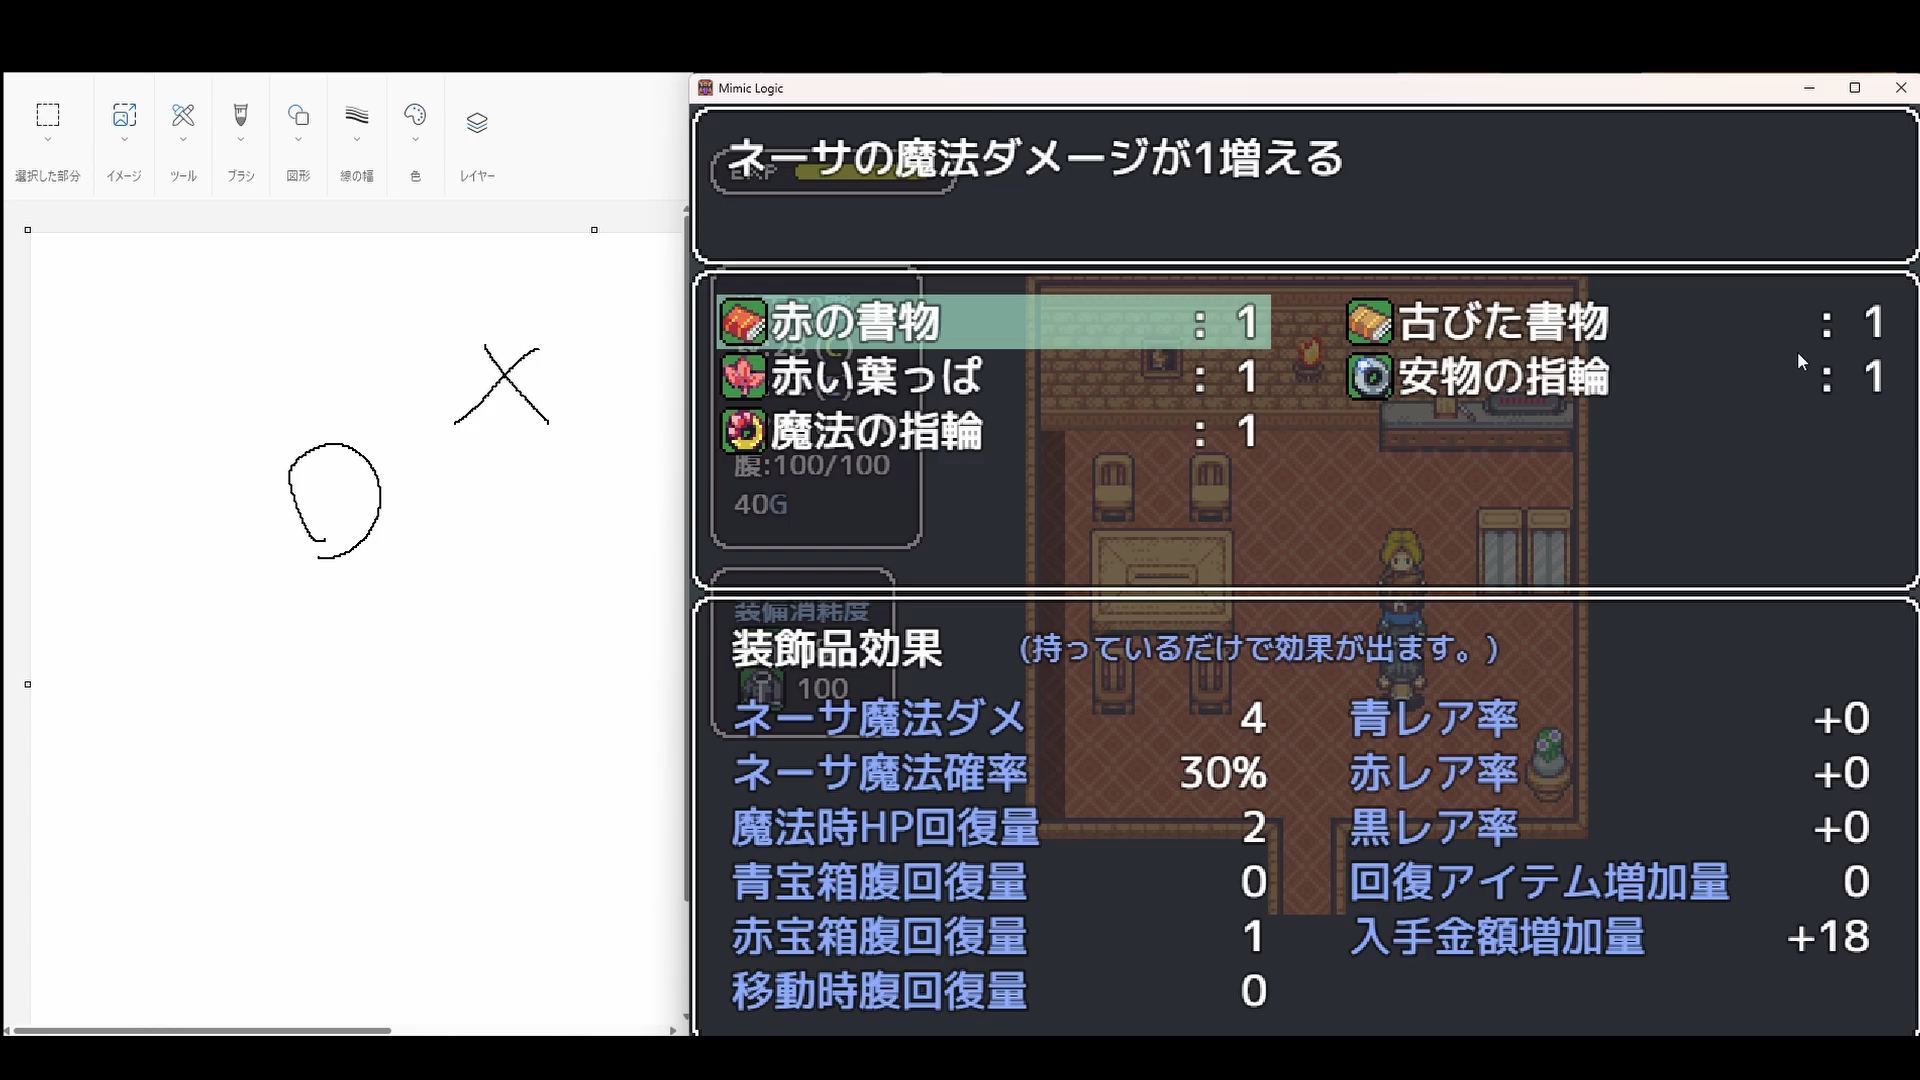 選択した部分 イメージ ツール ブラシ 図形 線の幅 色 レイヤー
Mimic Logic
ネーサの魔法ダメージが1増える
赤の書物 : 1 古びた書物 : 1
赤い葉っぱ : 1 安物の指輪 : 1
魔法の指輪 : 1
腹:100/100
40G
装備消耗度
100
装飾品効果 (持っているだけで効果が出ます。)
ネーサ魔法ダメ 4 青レア率 +0
ネーサ魔法確率 30% 赤レア率 +0
魔法時HP回復量 2 黒レア率 +0
青宝箱腹回復量 0 回復アイテム増加量 0
赤宝箱腹回復量 1 入手金額増加量 +18
移動時腹回復量 0